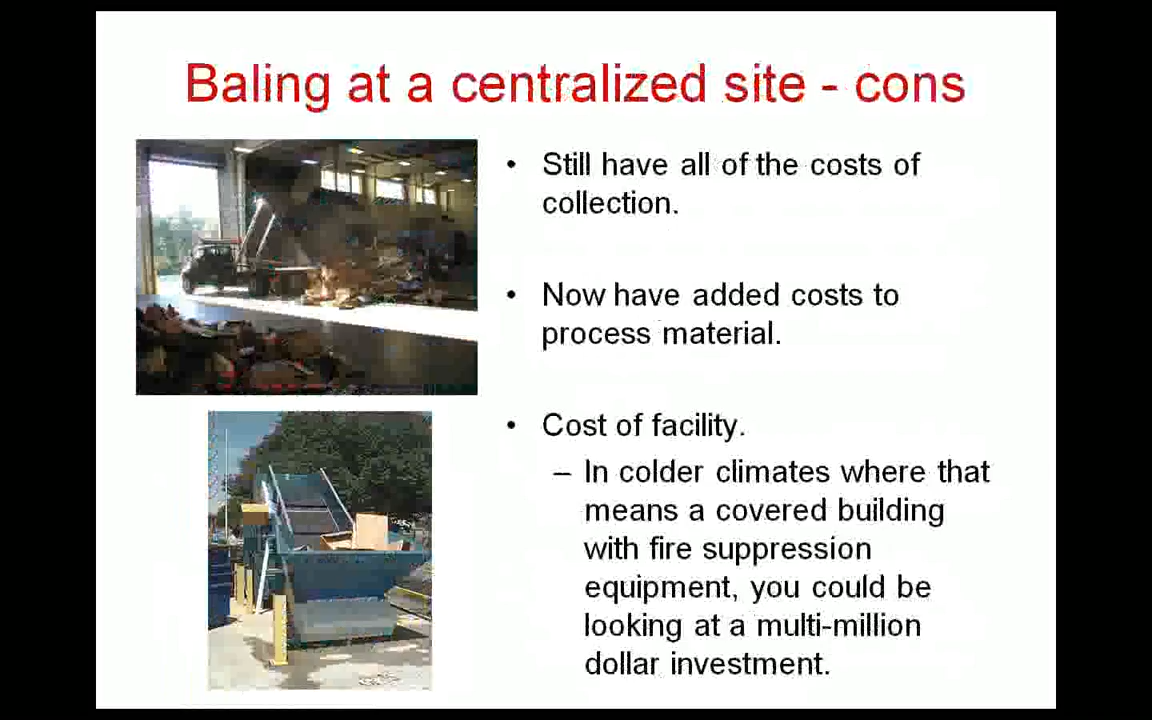 Baling at a centralized site - cons
• Still have all of the costs of
collection.
• Now have added costs to
process material.
• Cost of facility.
– In colder climates where that
means a covered building
with fire suppression
equipment, you could be
looking at a multi-million
dollar investment.